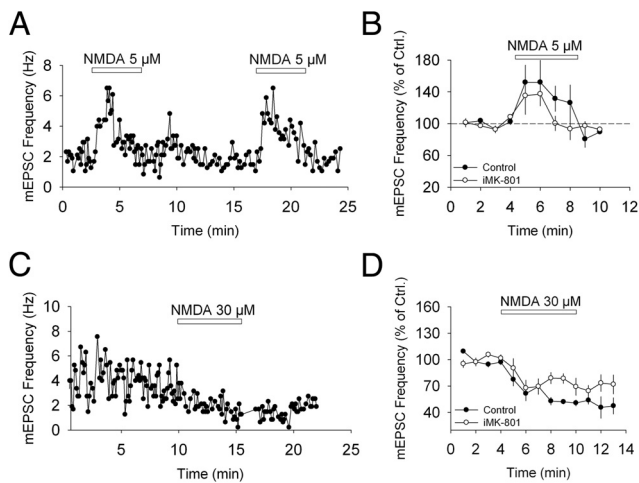 A
NMDA 5 µM
NMDA 5 µM
mEPSC Frequency (Hz)
8
6
4
2
0
0
5
10
15
20
25
Time (min)
B
NMDA 5 µM
mEPSC Frequency (% of Ctrl.)
180
140
100
60
20
Control
iMK-801
0
2
4
6
8
10
12
Time (min)
C
NMDA 30 µM
mEPSC Frequency (Hz)
10
8
6
4
2
0
5
10
15
20
25
Time (min)
D
NMDA 30 µM
mEPSC Frequency (% of Ctrl.)
160
130
100
70
40
Control
iMK-801
0
2
4
6
8
10
12
14
Time (min)